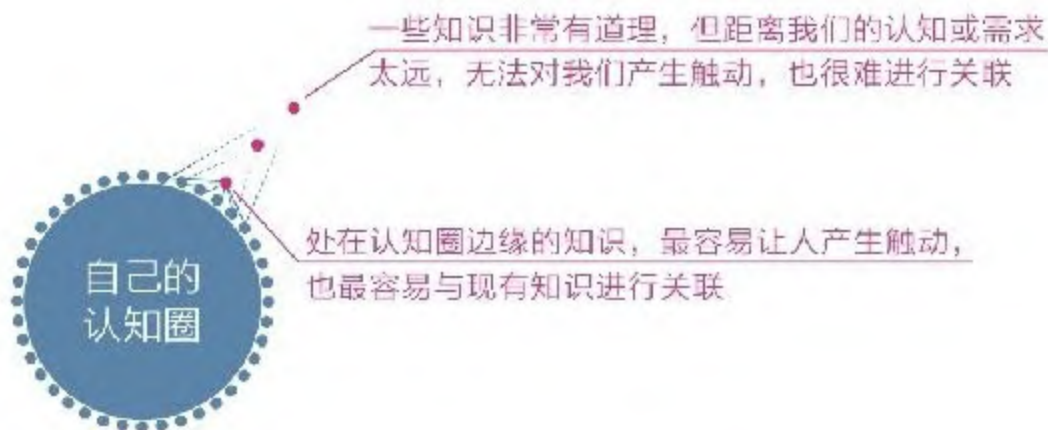 一些知识非常有道理，但距离我们的认知或需求
太远，无法对我们产生触动，也很难进行关联
处在认知圈边缘的知识，最容易让人产生触动，
也最容易与现有知识进行关联
自己的
认知圈